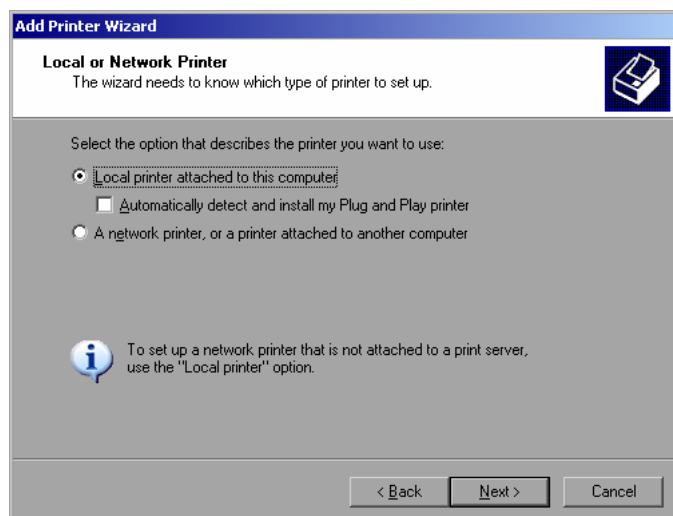 Add Printer Wizard
Local or Network Printer
The wizard needs to know which type of printer to set up.
Select the option that describes the printer you want to use:
Local printer attached to this computer
Automatically detect and install my Plug and Play printer
A network printer, or a printer attached to another computer
To set up a network printer that is not attached to a print server,
use the "Local printer" option.
< Back
Next >
Cancel